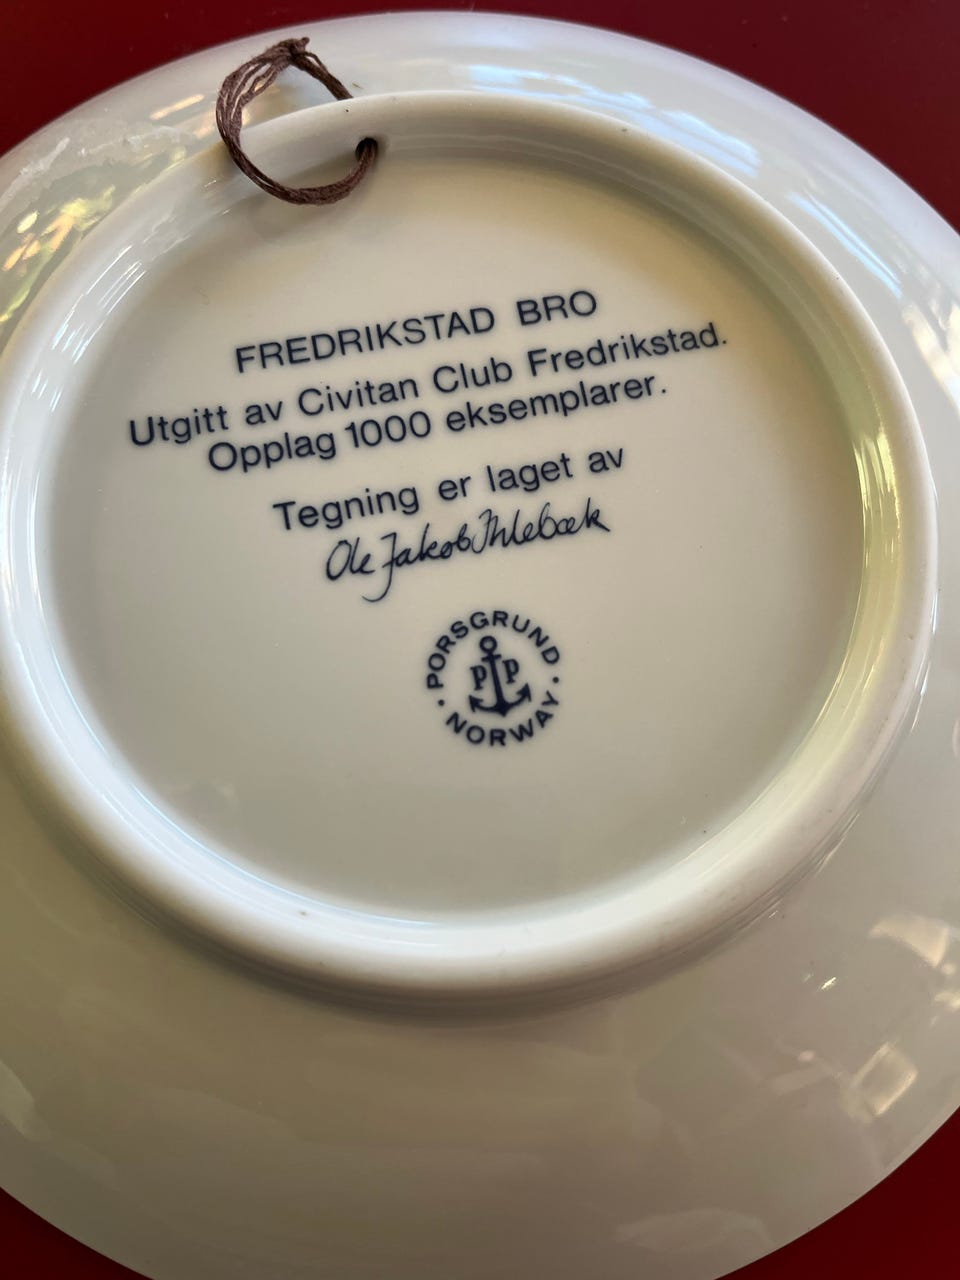 FREDRIKSTAD BRO
Utgitt av Civitan Club Fredrikstad.
Opplag 1000 eksemplarer.
Tegning er laget av
Ole Jakob Ihlebæk
PORSGRUND
PP
NORWAY